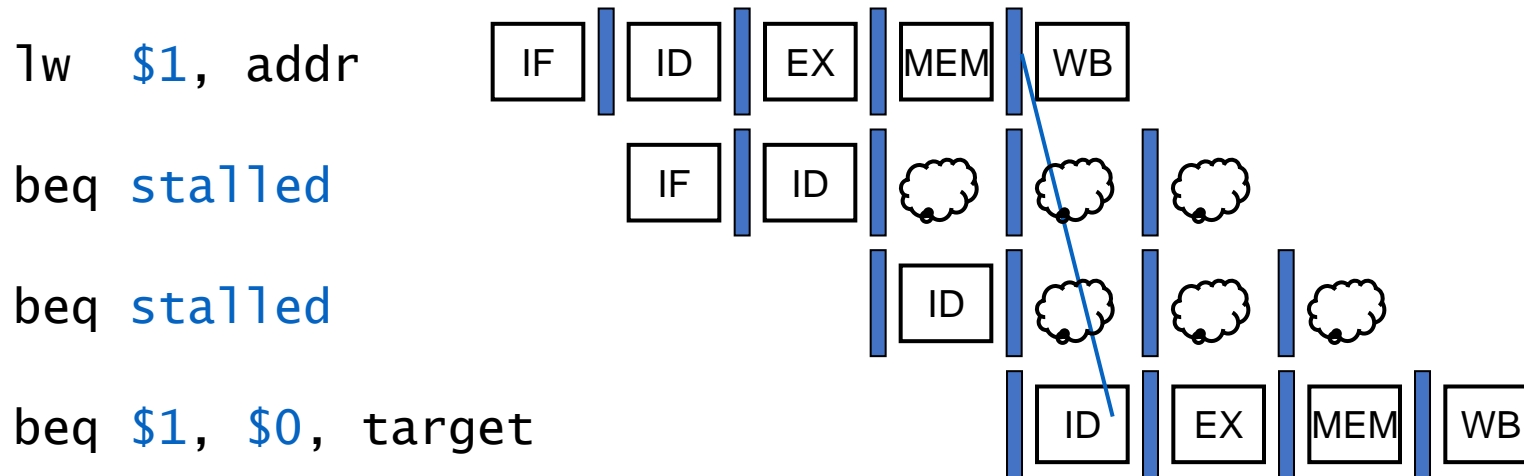 lw $1, addr IF ID EX MEM WB
beq stalled IF ID
beq stalled ID
beq $1, $0, target ID EX MEM WB